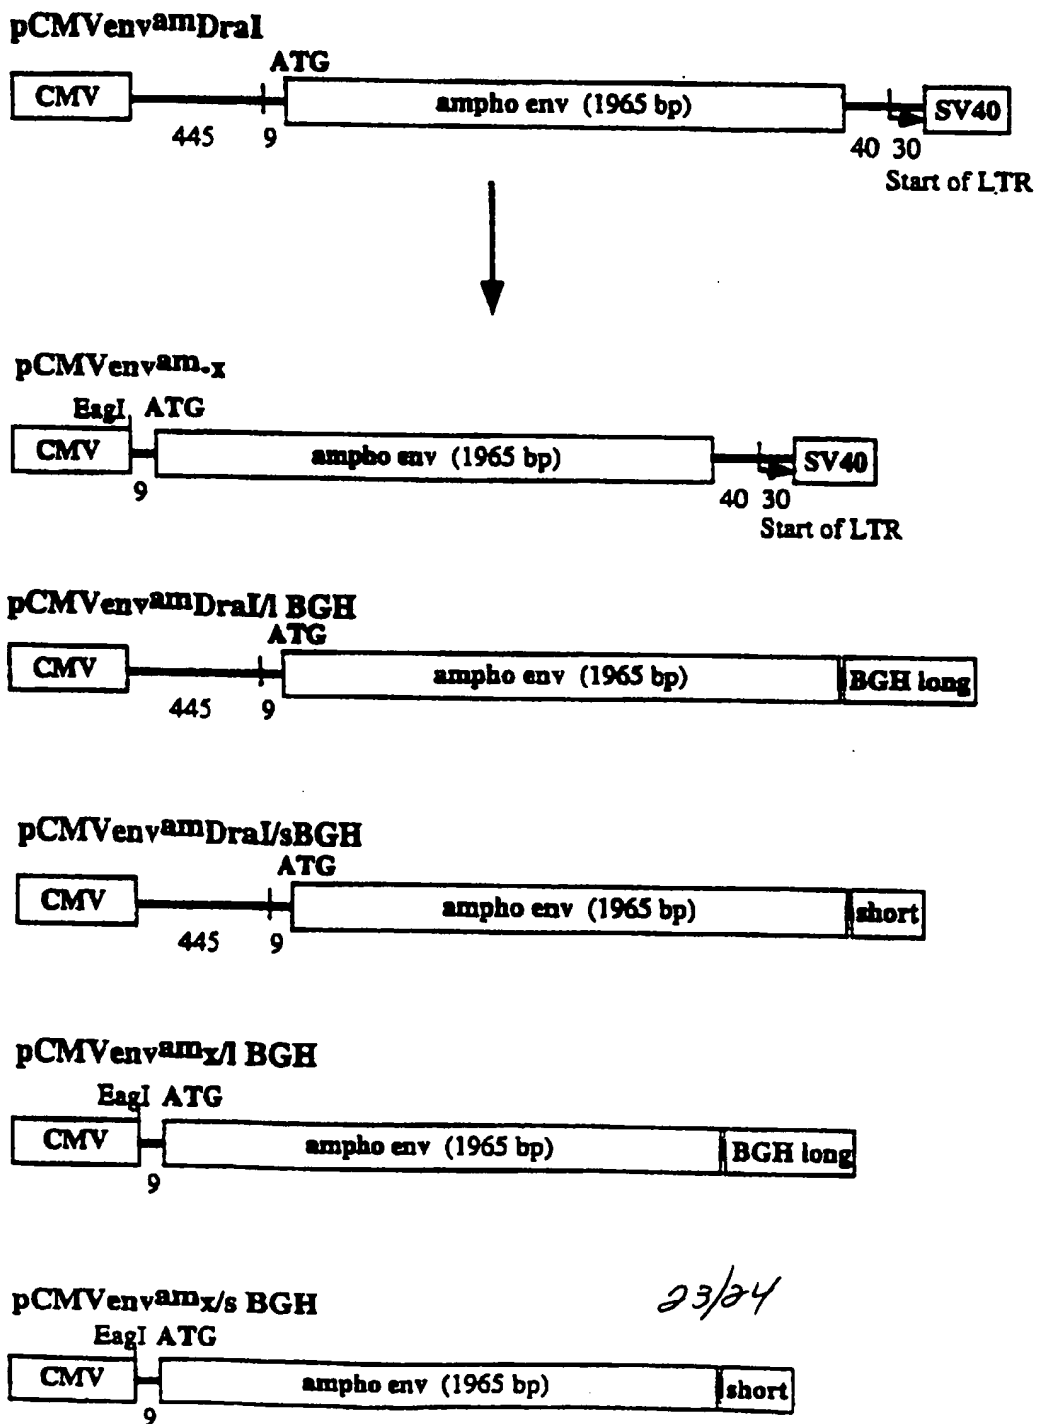 pCMVenvamDraI
ATG
CMV ampho env (1965 bp) SV40
445 9 40 30
Start of LTR
pCMVenvam-x
EagI ATG
CMV ampho env (1965 bp) SV40
9 40 30
Start of LTR
pCMVenvamDraI/l BGH
ATG
CMV ampho env (1965 bp) BGH long
445 9
pCMVenvamDraI/sBGH
ATG
CMV ampho env (1965 bp) short
445 9
pCMVenvamx/l BGH
EagI ATG
CMV ampho env (1965 bp) BGH long
9
pCMVenvamx/s BGH
23/24
EagI ATG
CMV ampho env (1965 bp) short
9